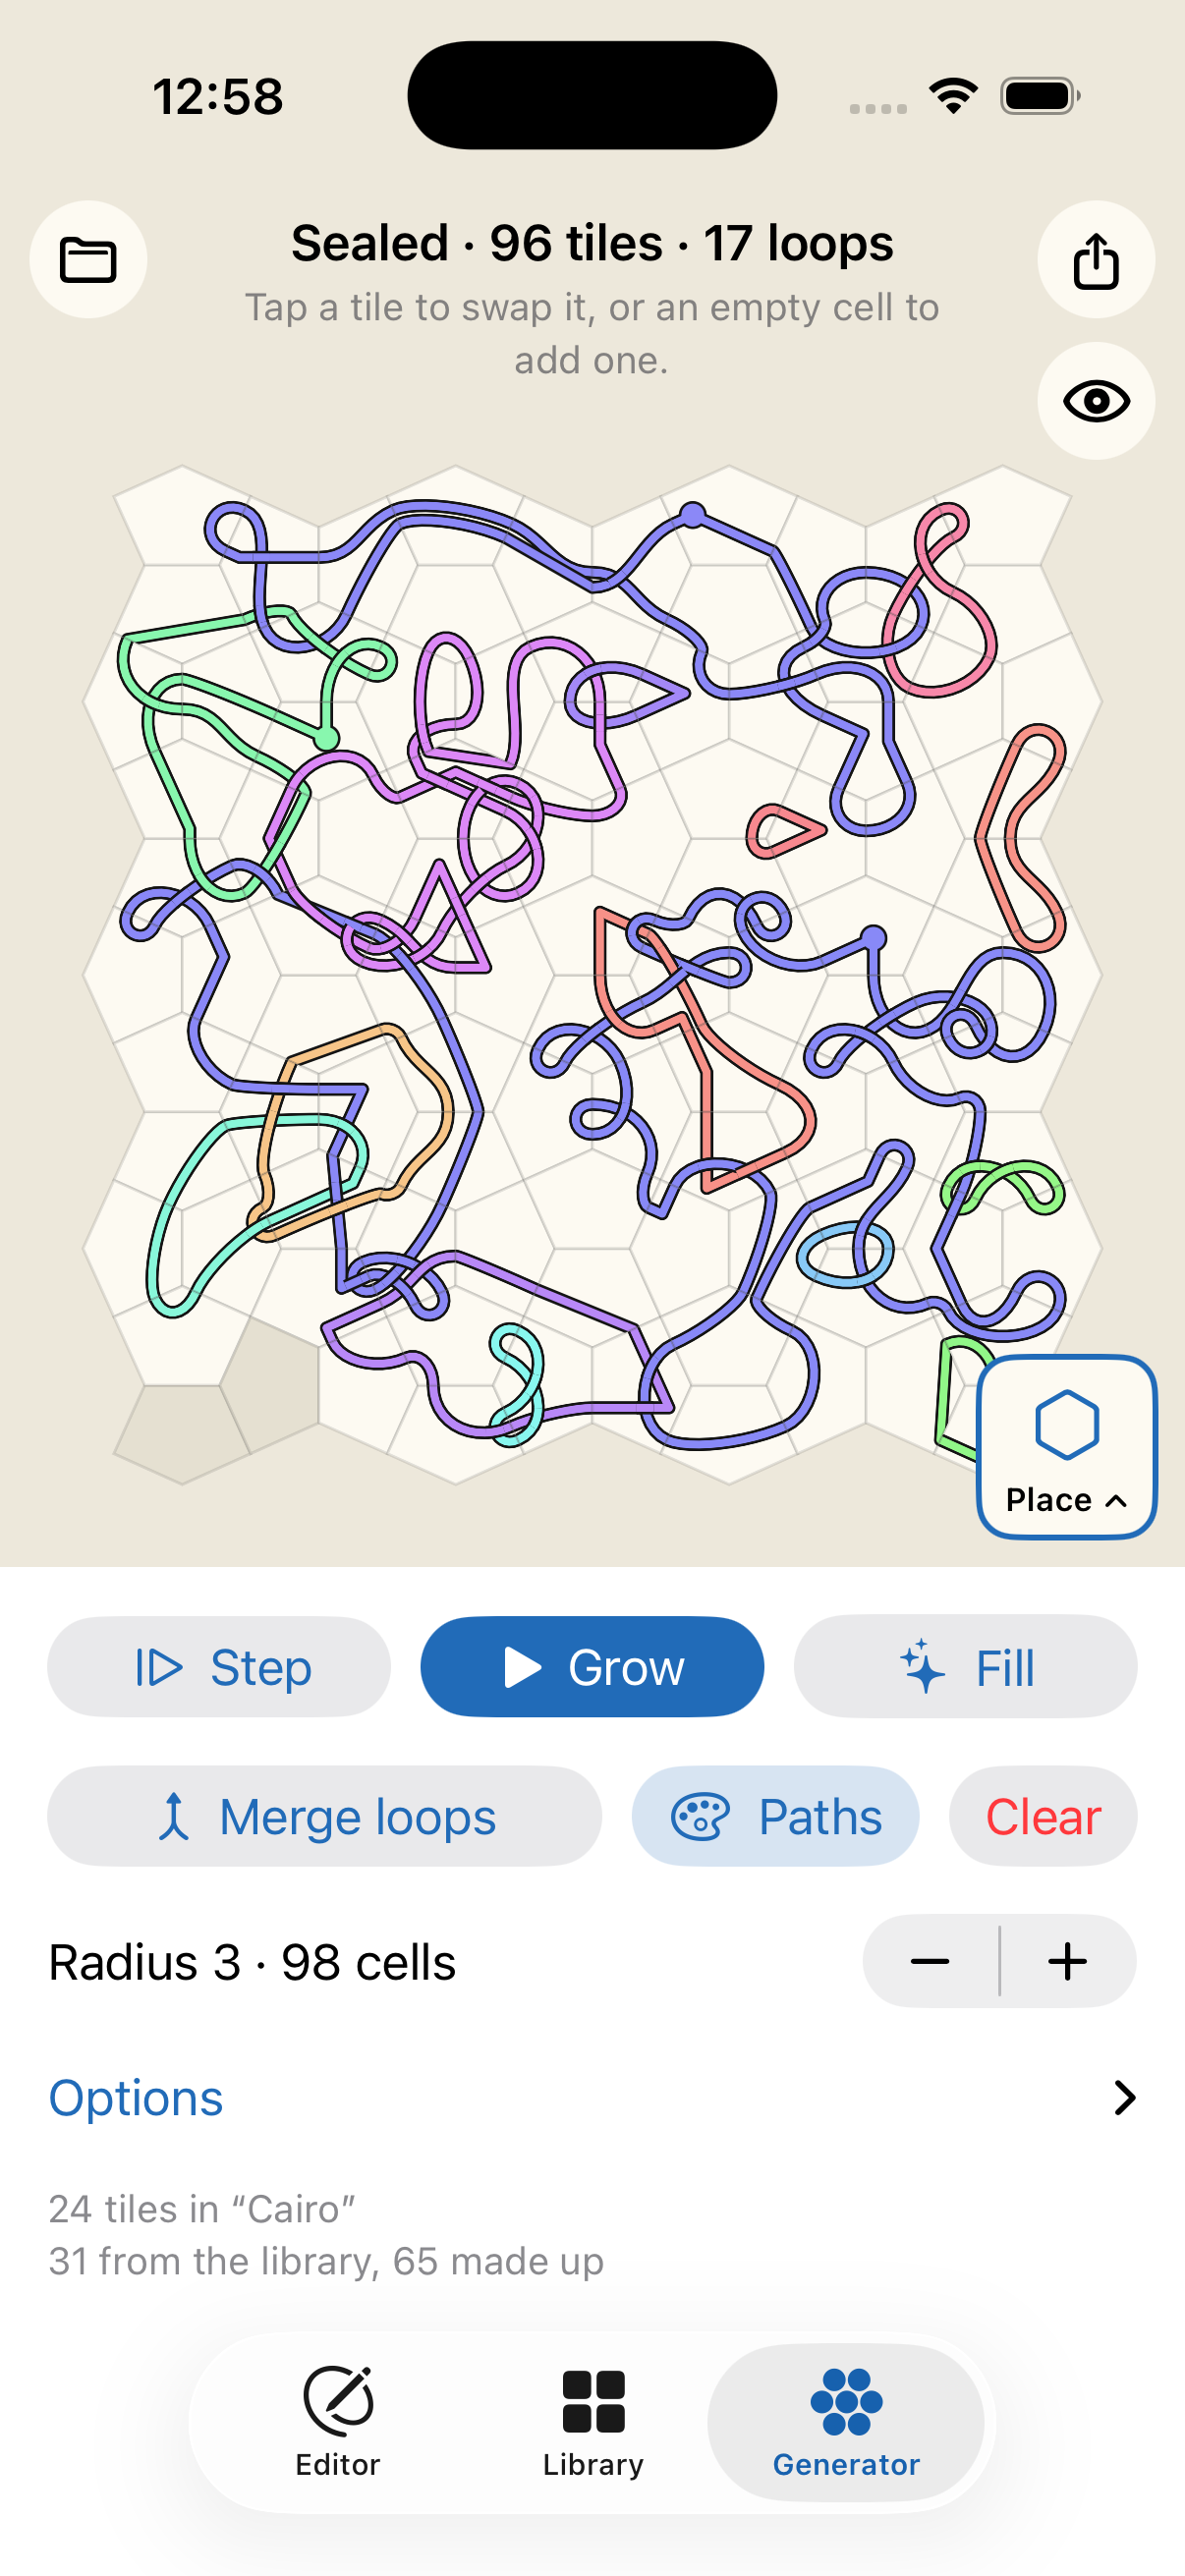 12:58
Sealed · 96 tiles · 17 loops
Tap a tile to swap it, or an empty cell to
add one.
Place
Step
Grow
Fill
Merge loops
Paths
Clear
Radius 3 · 98 cells
Options
24 tiles in “Cairo”
31 from the library, 65 made up
Editor
Library
Generator